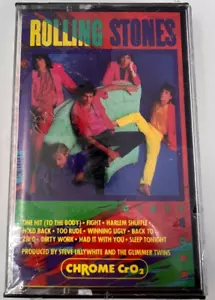 ROLLING STONES
ONE HIT (TO THE BODY) • FIGHT • HARLEM SHUFFLE
HOLD BACK • TOO RUDE • WINNING UGLY • BACK TO
ZERO • DIRTY WORK • HAD IT WITH YOU • SLEEP TONIGHT
PRODUCED BY STEVE LILLYWHITE AND THE GLIMMER TWINS
CHROME CrO2